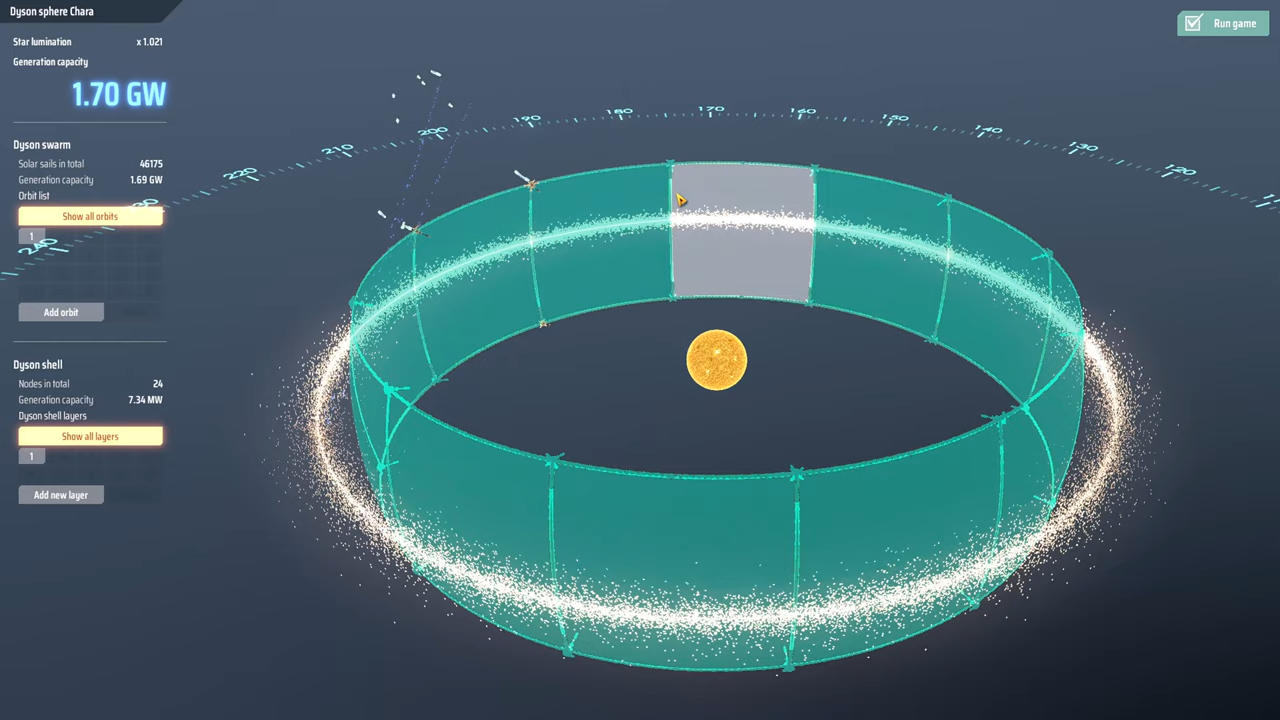 Dyson sphere Chara
Run game
Star lumination x 1.021
Generation capacity
1.70 GW
Dyson swarm
Solar sails in total 46175
Generation capacity 1.69 GW
Orbit list
Show all orbits
1
Add orbit
Dyson shell
Nodes in total 24
Generation capacity 7.34 MW
Dyson shell layers
Show all layers
1
Add new layer
240
220
210
200
190
180
170
160
150
140
130
120